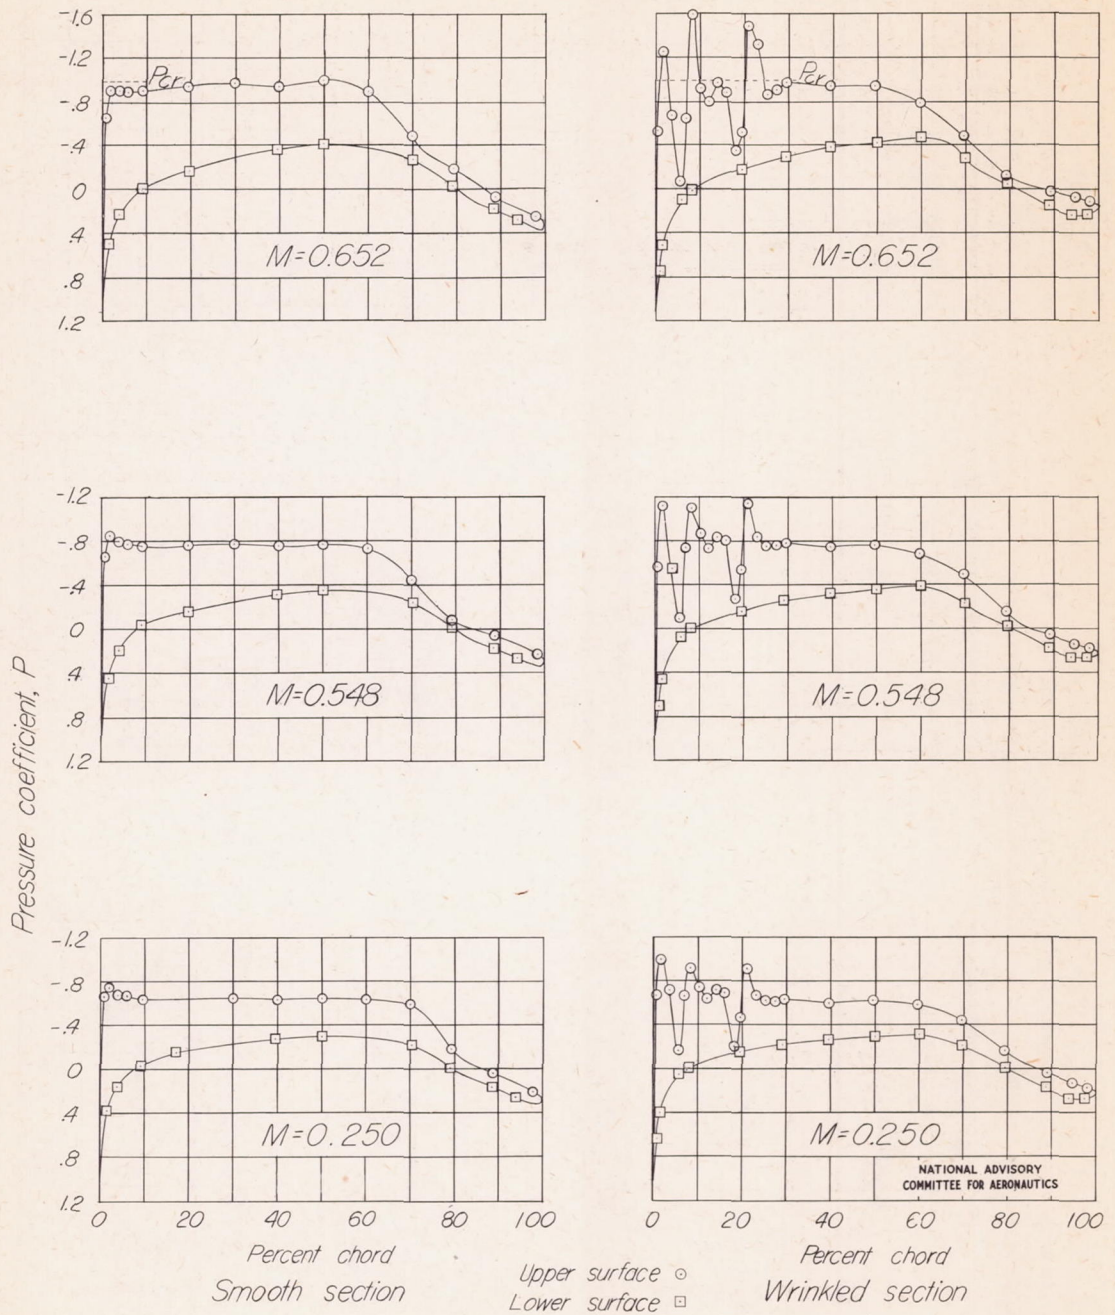 -1.6
-1.2
-.8
-.4
0
.4
.8
1.2
Pcr
M=0.652
Pcr
M=0.652
-1.2
-.8
-.4
0
.4
.8
1.2
M=0.548
M=0.548
Pressure coefficient, P
-1.2
-.8
-.4
0
.4
.8
1.2
M=0.250
M=0.250
NATIONAL ADVISORY
COMMITTEE FOR AERONAUTICS
0 20 40 60 80 100
0 20 40 60 80 100
Percent chord
Percent chord
Smooth section
Upper surface
Lower surface
Wrinkled section